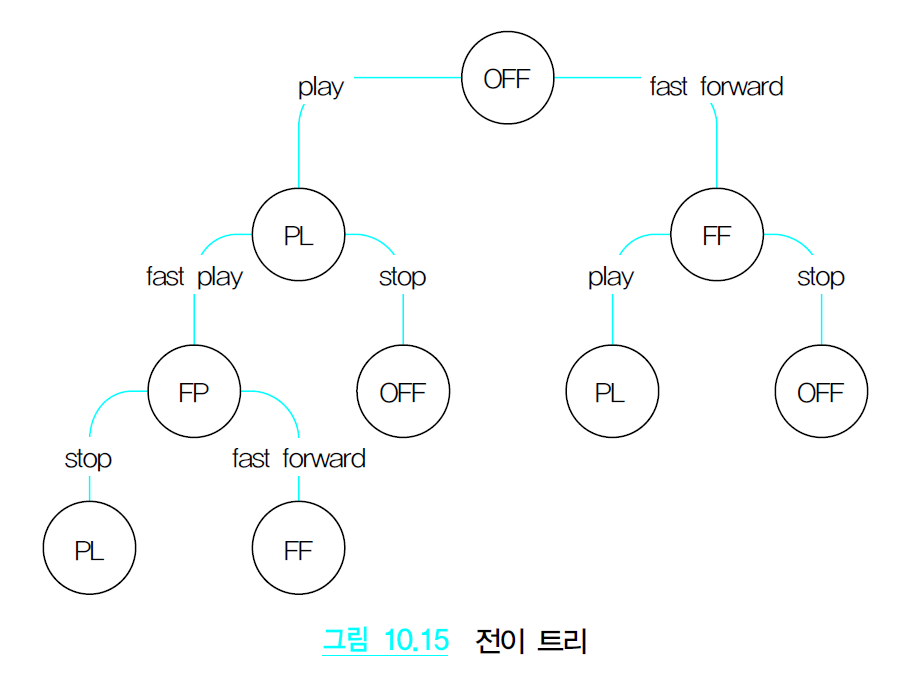 OFF
play
fast forward
PL
FF
fast play
stop
play
stop
FP
OFF
PL
OFF
stop
fast forward
PL
FF
그림 10.15 전이 트리